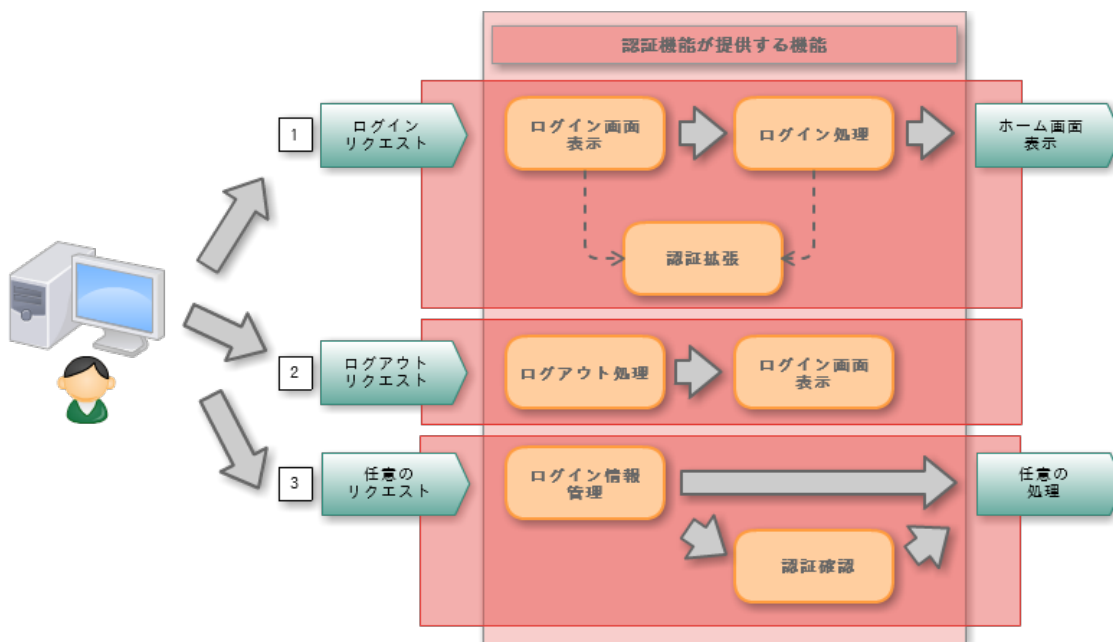 認証機能が提供する機能
1
ログイン
リクエスト
ログイン画面
表示
ログイン処理
ホーム画面
表示
認証拡張
2
ログアウト
リクエスト
ログアウト処理
ログイン画面
表示
3
任意の
リクエスト
ログイン情報
管理
任意の
処理
認証確認